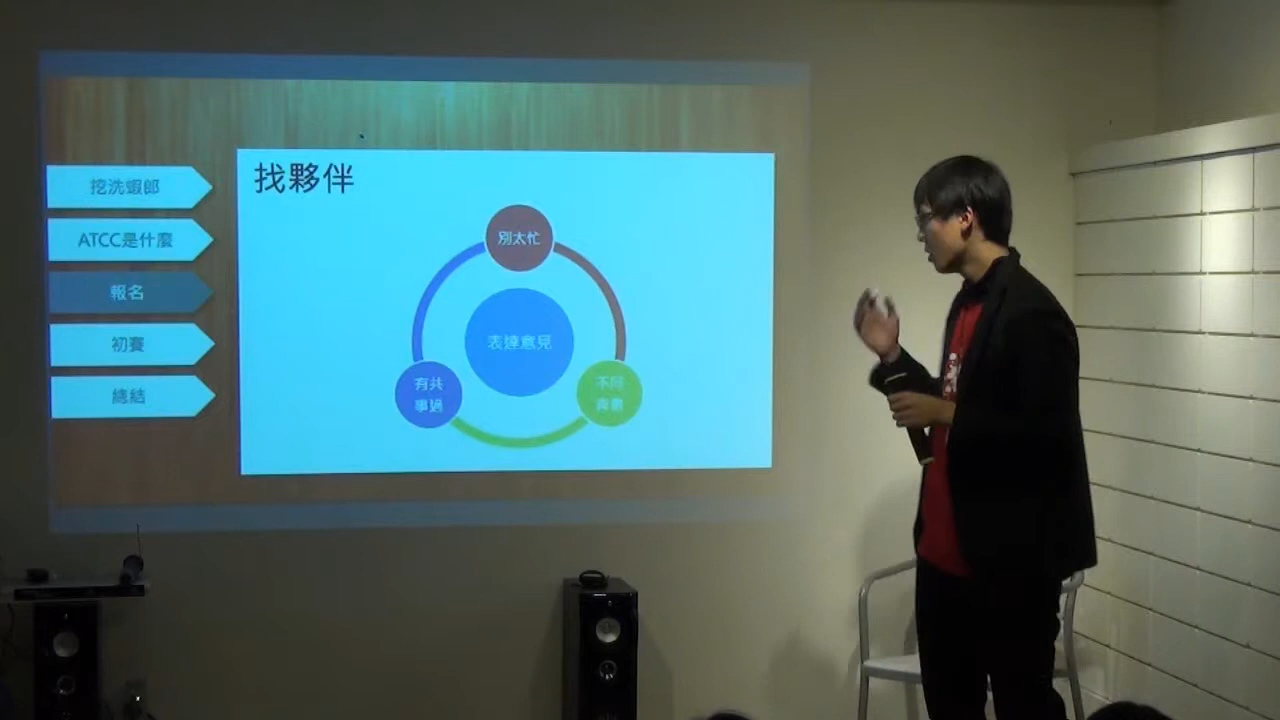 挖洗蝦郎
ATCC是什麼
報名
初賽
總結
找夥伴
別太忙
表達意見
有共
事過
不同
背景